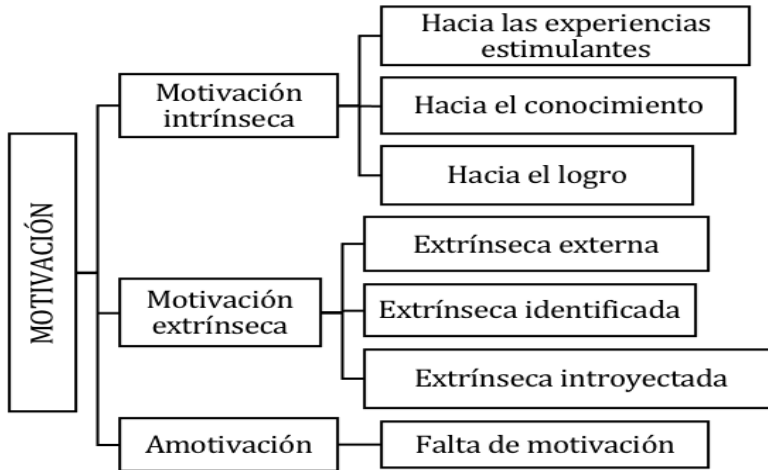 MOTIVACIÓN
Motivación
intrínseca
Hacia las experiencias
estimulantes
Hacia el conocimiento
Hacia el logro
Motivación
extrínseca
Extrínseca externa
Extrínseca identificada
Extrínseca introyectada
Amotivación
Falta de motivación